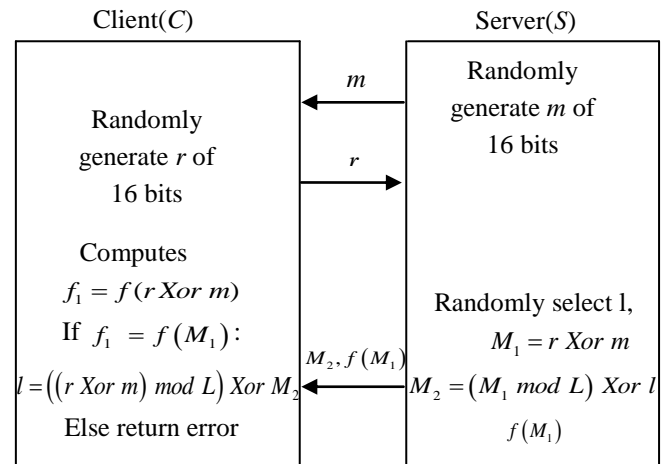 Client(C)
Server(S)
m
Randomly
generate m of
16 bits
Randomly
generate r of
16 bits
r
Computes
f₁ = f(r Xor m)
If f₁ = f(M₁):
l = ((r Xor m) mod L) Xor M₂
Else return error
Randomly select l,
M₁ = r Xor m
M₂, f(M₁)
M₂ = (M₁ mod L) Xor l
f(M₁)